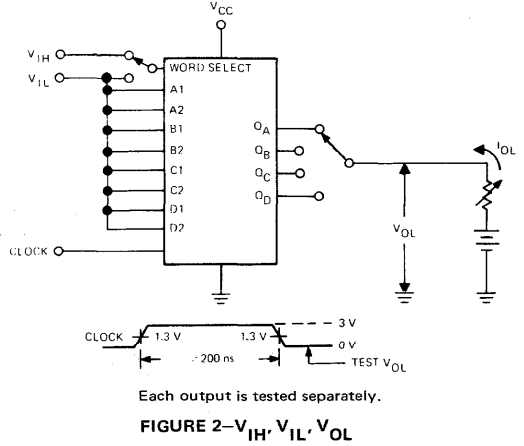 VCC
VIH
VIL
WORD SELECT
A1
A2
B1
B2
C1
C2
D1
D2
CLOCK
QA
QB
QC
QD
VOL
IOL
CLOCK
1.3 V
1.3 V
200 ns
3 V
0 V
TEST VOL
Each output is tested separately.
FIGURE 2–VIH, VIL, VOL